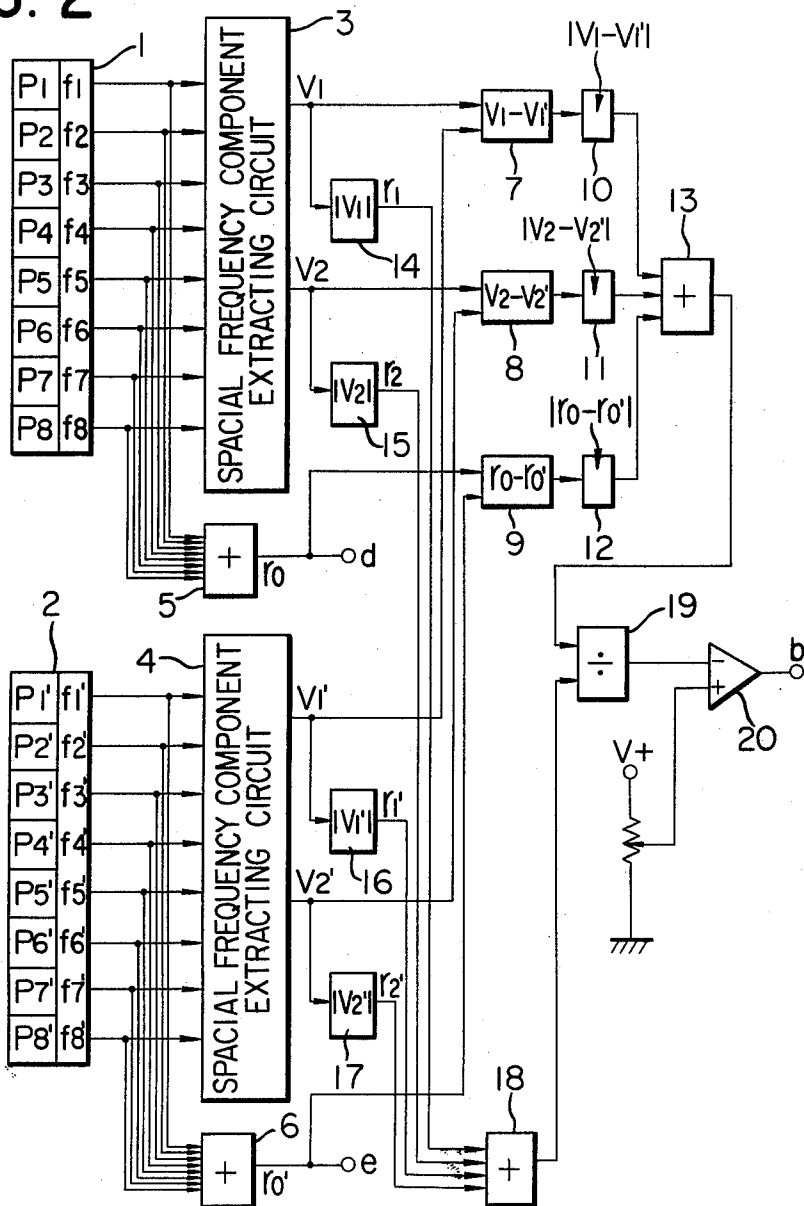 G. 2
1
P1 f1
P2 f2
P3 f3
P4 f4
P5 f5
P6 f6
P7 f7
P8 f8
3
SPACIAL FREQUENCY COMPONENT
EXTRACTING CIRCUIT
V1
|V1|
r1
14
V2
|V2|
r2
15
+
5
r0
d
V1-V1'
7
|V1-V1'|
10
V2-V2'
8
|V2-V2'|
11
r0-r0'
9
|r0-r0'|
12
13
+
2
P1' f1'
P2' f2'
P3' f3'
P4' f4'
P5' f5'
P6' f6'
P7' f7'
P8' f8'
4
SPACIAL FREQUENCY COMPONENT
EXTRACTING CIRCUIT
V1'
|V1'|
r1'
16
V2'
|V2'|
r2'
17
6
+
r0'
e
18
+
19
÷
-
+
20
b
V+